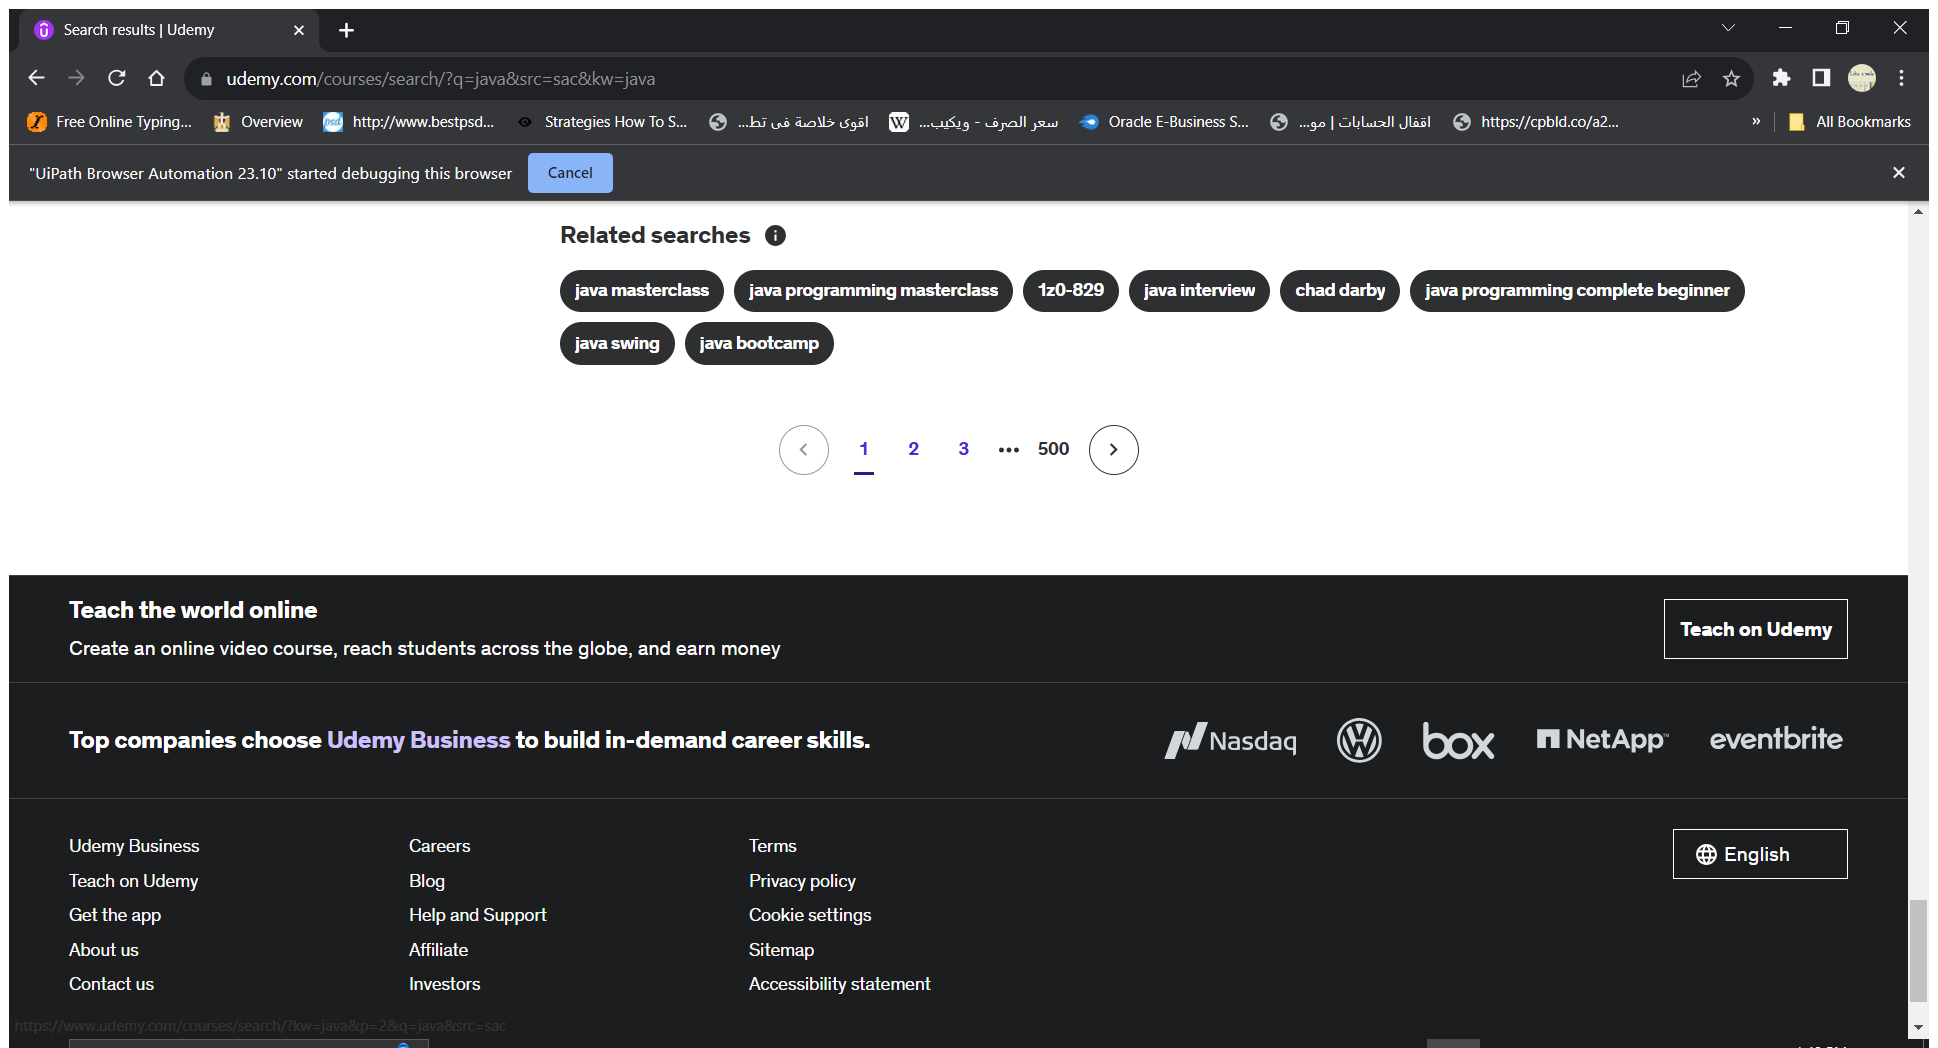 Search results | Udemy
udemy.com/courses/search/?q=java&src=sac&kw=java
Free Online Typing... Overview http://www.bestpsd... Strategies How To S... اقوى خلاصة فى تط... سعر الصرف - ويكيب... Oracle E-Business S... اقفال الحسابات | مو... https://cpbld.co/a2... » All Bookmarks
"UiPath Browser Automation 23.10" started debugging this browser Cancel
Related searches
java masterclass java programming masterclass 1z0-829 java interview chad darby java programming complete beginner
java swing java bootcamp
1 2 3 ••• 500
Teach the world online
Create an online video course, reach students across the globe, and earn money
Teach on Udemy
Top companies choose Udemy Business to build in-demand career skills.
Nasdaq box NetApp™ eventbrite
Udemy Business Careers Terms
English
Teach on Udemy Blog Privacy policy
Get the app Help and Support Cookie settings
About us Affiliate Sitemap
Contact us Investors Accessibility statement
https://www.udemy.com/courses/search/?kw=java&p=2&q=java&src=sac